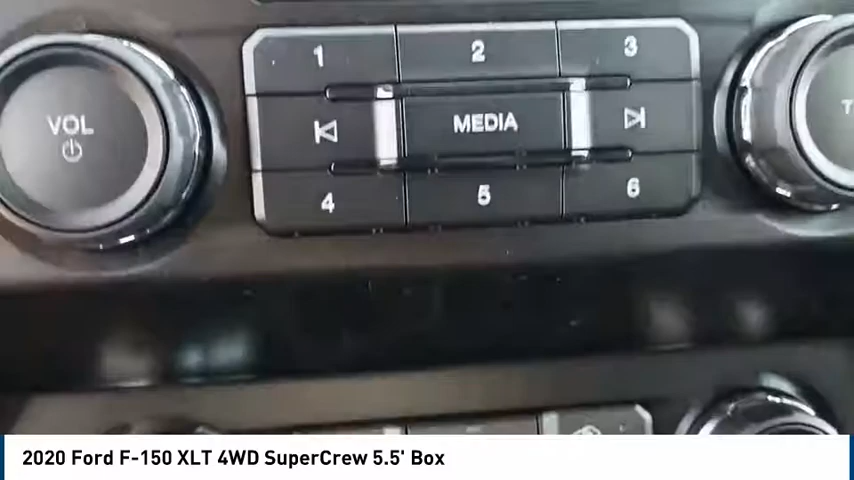 1 2 3
VOL
MEDIA
T
4 5 6
2020 Ford F-150 XLT 4WD SuperCrew 5.5' Box